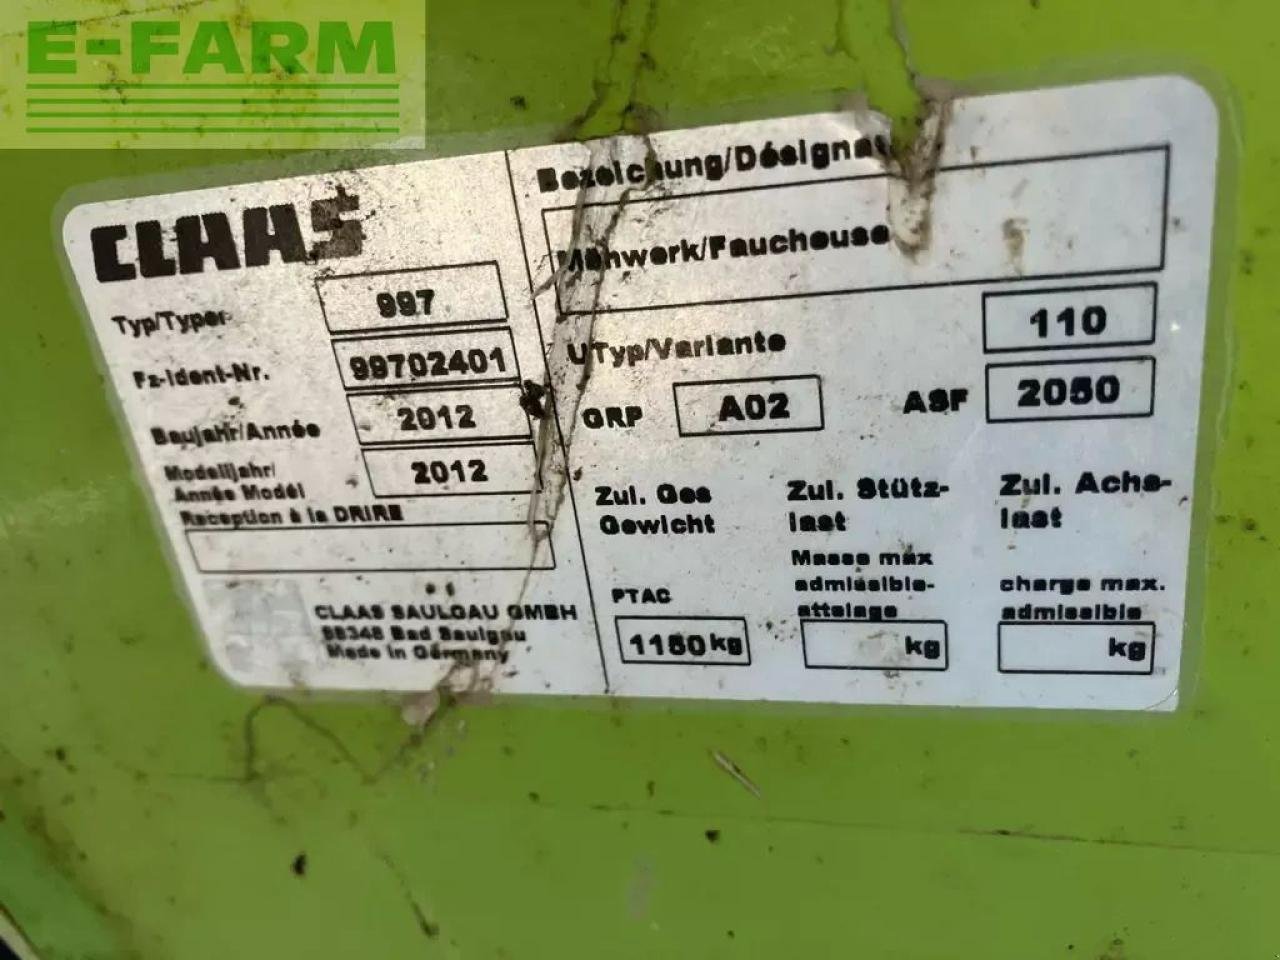 E-FARM
CLAAS
Typ/Typer 997
Fz-Ident-Nr. 99702401
Baujahr/Année 2012
Modelljahr/
Année Modél 2012
Reception à la DRIRE
CLAAS SAULGAU GMBH
88348 Bad Saulgau
Made in Germany
Bezeichung/Désignat
Mähwerk/Faucheuse
UTyp/Variante 110
GRP A02 ASF 2050
Zul. Ges Gewicht
PTAC
1150 kg
Zul. Stütz-
last
Masse max
admissible-
attelage
kg
Zul. Achs-
last
charge max.
admissible
kg